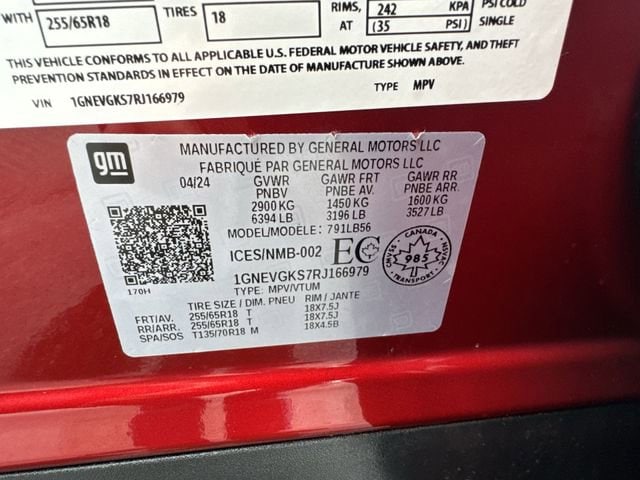 WITH 255/65R18 TIRES 18 RIMS, 242 KPA PSI COLD
AT (35 PSI) SINGLE
THIS VEHICLE CONFORMS TO ALL APPLICABLE U.S. FEDERAL MOTOR VEHICLE SAFETY, AND THEFT
PREVENTION STANDARDS IN EFFECT ON THE DATE OF MANUFACTURE SHOWN ABOVE.
VIN 1GNEVGKS7RJ166979 TYPE MPV
gm
MANUFACTURED BY GENERAL MOTORS LLC
FABRIQUÉ PAR GENERAL MOTORS LLC
04/24 GVWR GAWR FRT GAWR RR
PNBV PNBE AV. PNBE ARR.
2900 KG 1450 KG 1600 KG
6394 LB 3196 LB 3527 LB
MODEL/MODÈLE: 791LB56
ICES/NMB-002 EC
CANADA
CMVSS 985 NSVAC
TRANSPORT
1GNEVGKS7RJ166979
170H TYPE: MPV/VTUM
TIRE SIZE / DIM. PNEU RIM / JANTE
FRT/AV. 255/65R18 T 18X7.5J
RR/ARR. 255/65R18 T 18X7.5J
SPA/SOS T135/70R18 M 18X4.5B